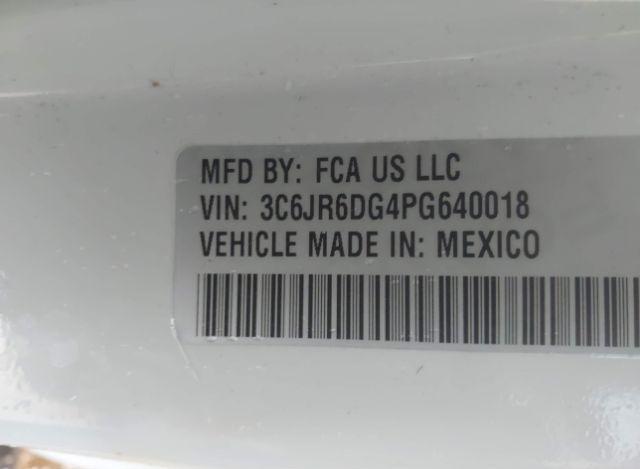 MFD BY: FCA US LLC
VIN: 3C6JR6DG4PG640018
VEHICLE MADE IN: MEXICO